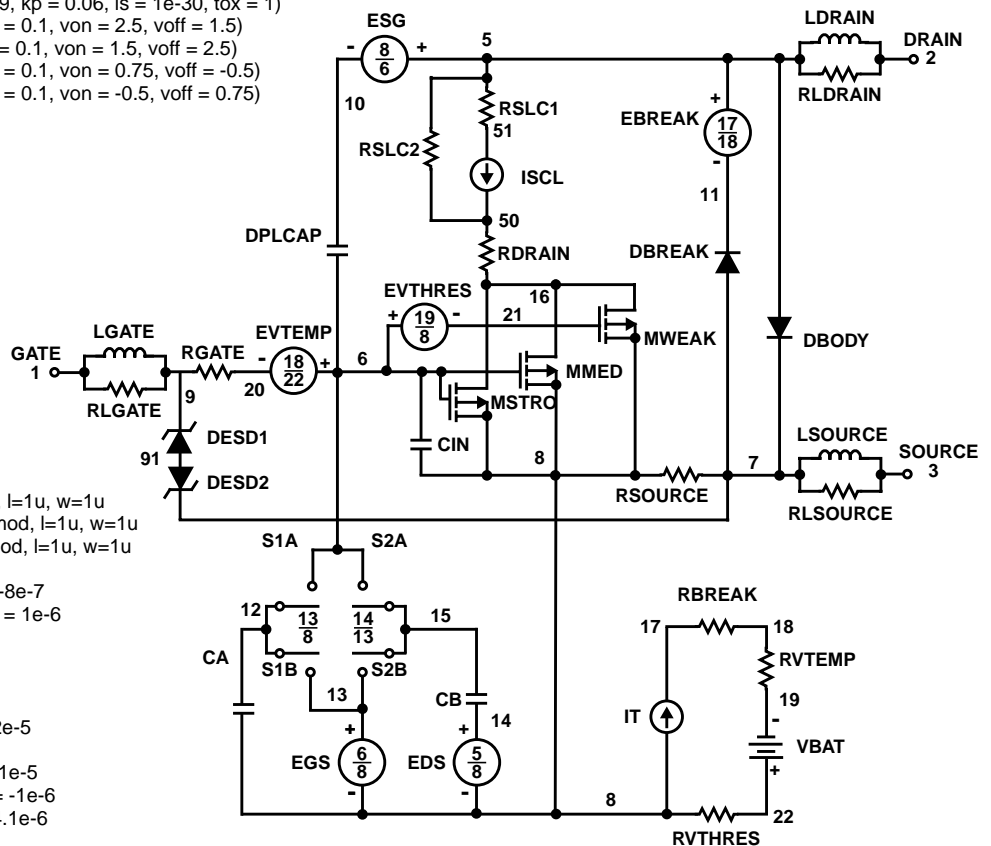 9, kp = 0.06, is = 1e-30, tox = 1)
= 0.1, von = 2.5, voff = 1.5)
= 0.1, von = 1.5, voff = 2.5)
= 0.1, von = 0.75, voff = -0.5)
= 0.1, von = -0.5, voff = 0.75)
ESG
- 8/6 +
5
LDRAIN
DRAIN
2
RLDRAIN
10
RSLC1
51
RSLC2
ISCL
EBREAK
+
17/18
-
11
50
DPLCAP
RDRAIN
DBREAK
EVTHRES
+ 19/8 -
21
16
MWEAK
DBODY
LGATE
GATE
1
RLGATE
RGATE
EVTEMP
- 18/22 +
20
6
9
MMED
MSTRO
DESD1
91
DESD2
CIN
8
RSOURCE
7
LSOURCE
SOURCE
3
RLSOURCE
, l=1u, w=1u
mod, l=1u, w=1u
od, l=1u, w=1u
-8e-7
= 1e-6
S1A
S2A
12
13/8
14/13
15
S1B
S2B
CA
13
CB
14
+
EGS
6/8
-
+
EDS
5/8
-
8
RBREAK
17
18
RVTEMP
19
IT
-
VBAT
+
22
RVTHRES
2e-5
1e-5
= -1e-6
4.1e-6